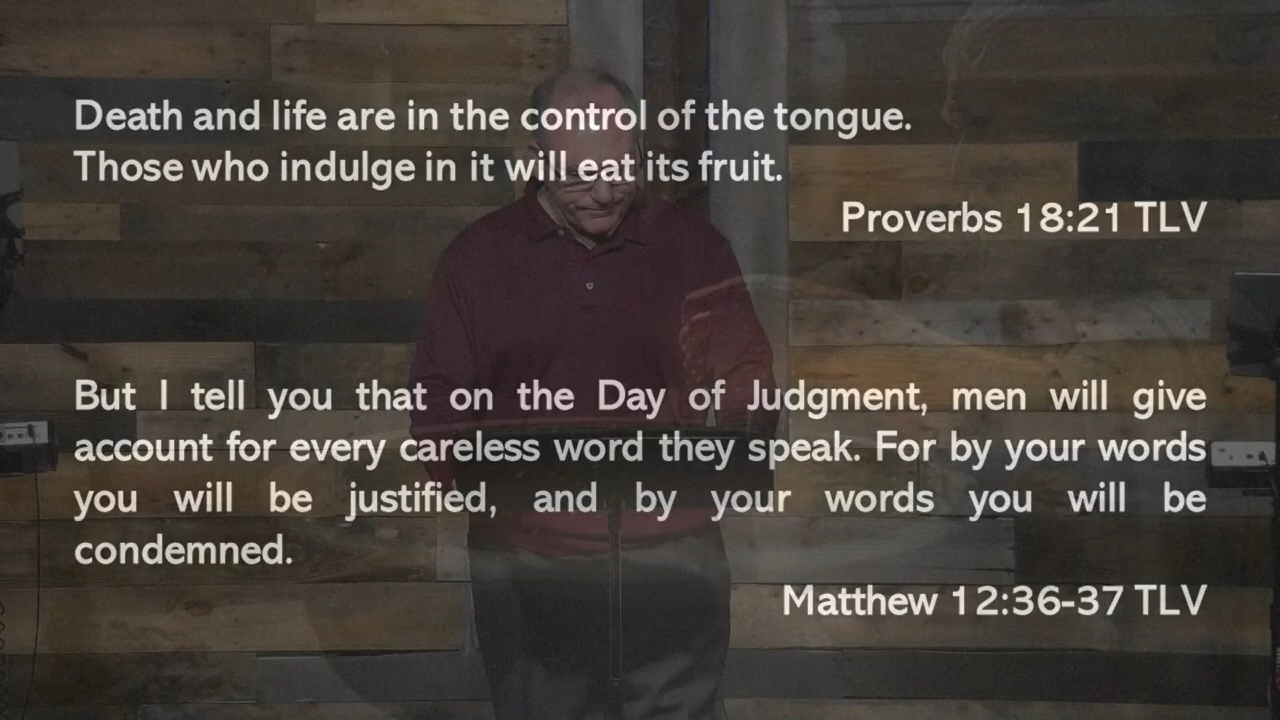 Death and life are in the control of the tongue.
Those who indulge in it will eat its fruit.
Proverbs 18:21 TLV
But I tell you that on the Day of Judgment, men will give
account for every careless word they speak. For by your words
you will be justified, and by your words you will be
condemned.
Matthew 12:36-37 TLV